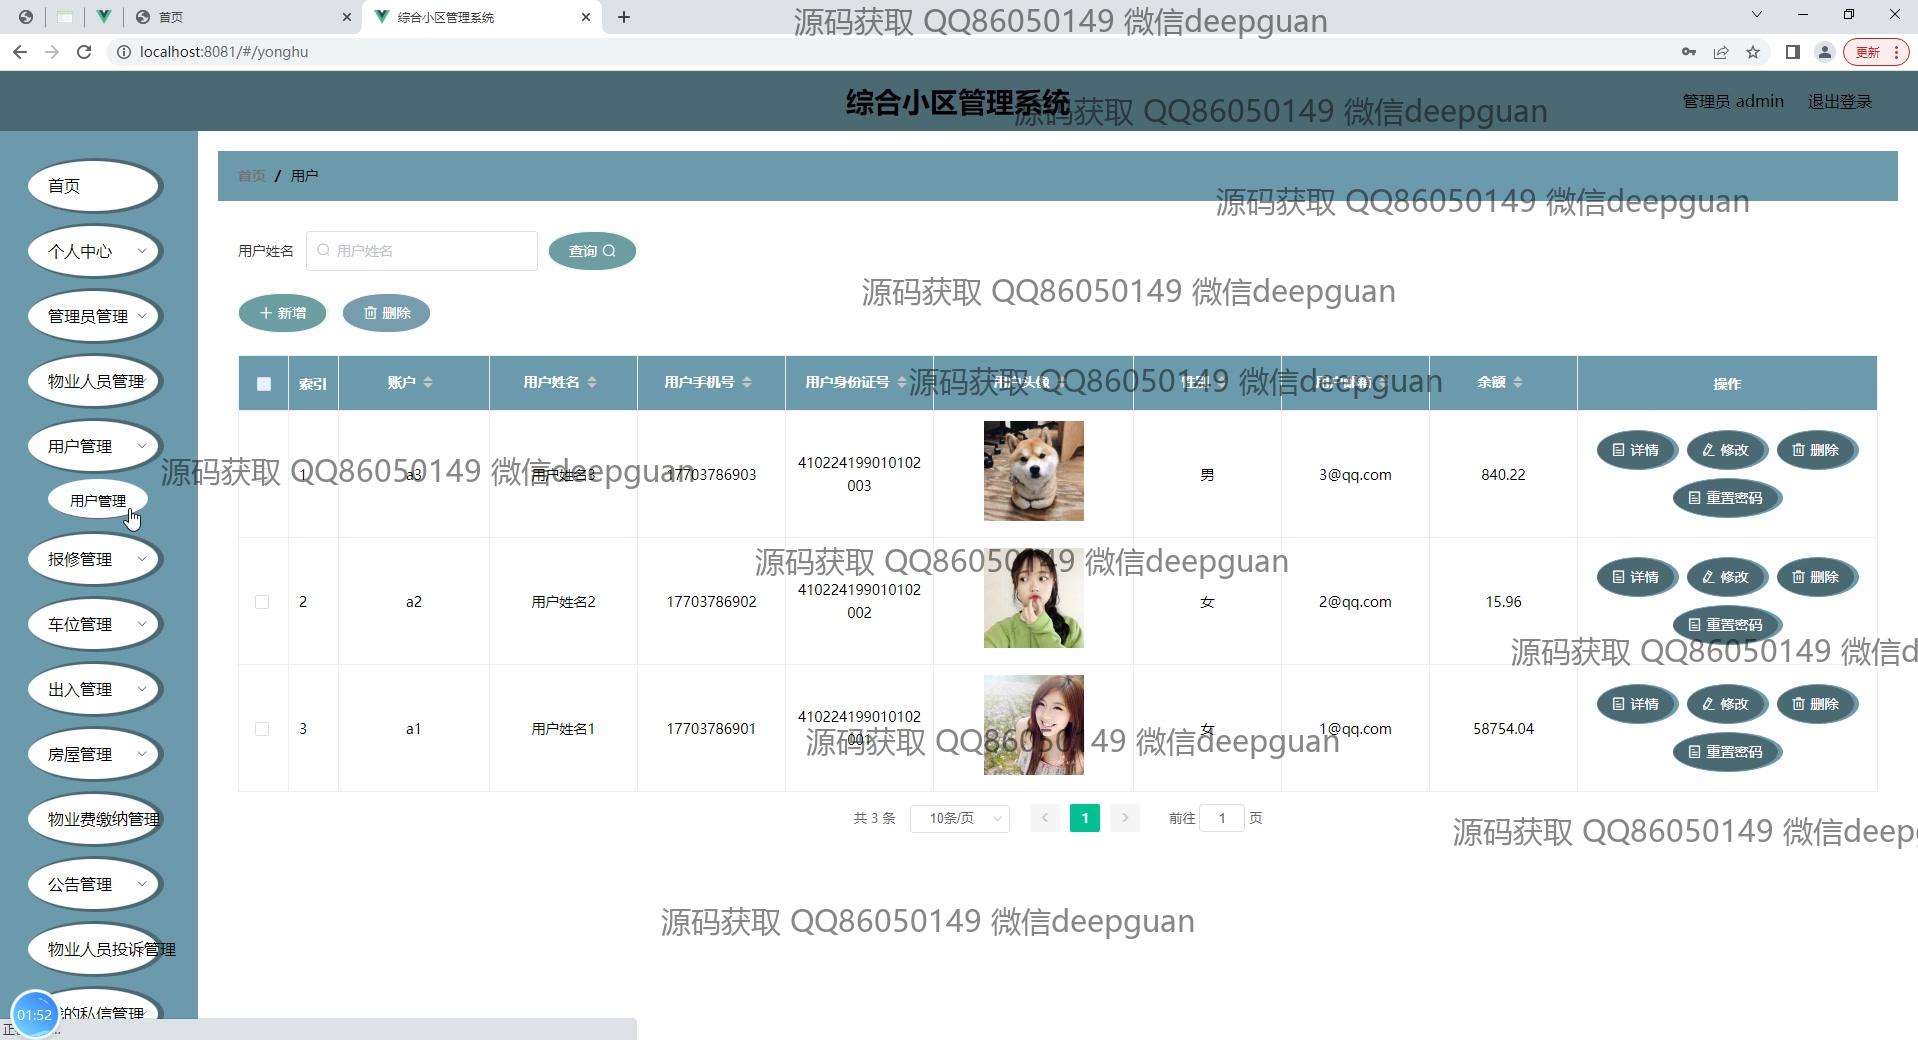 首页
综合小区管理系统
源码获取 QQ86050149 微信deepguan
localhost:8081/#/yonghu
更新
综合小区管理系统
源码获取 QQ86050149 微信deepguan
管理员 admin
退出登录
首页
个人中心
管理员管理
物业人员管理
用户管理
用户管理
报修管理
车位管理
出入管理
房屋管理
物业费缴纳管理
公告管理
物业人员投诉管理
的私信管理
01:52
首页 / 用户
源码获取 QQ86050149 微信deepguan
用户姓名 用户姓名 查询
源码获取 QQ86050149 微信deepguan
新增 删除
索引 账户 用户姓名 用户手机号 用户身份证号 用户头像 性别 用户邮箱 余额 操作
源码获取 QQ86050149 微信deepguan
1 a3 用户姓名3 17703786903 410224199010102003 男 3@qq.com 840.22 详情 修改 删除
重置密码
源码获取 QQ86050149 微信deepguan
2 a2 用户姓名2 17703786902 410224199010102002 女 2@qq.com 15.96 详情 修改 删除
重置密码
源码获取 QQ86050149 微信deepguan
源码获取 QQ86050149 微信d
3 a1 用户姓名1 17703786901 410224199010102001 女 1@qq.com 58754.04 详情 修改 删除
重置密码
源码获取 QQ86050149 微信deepguan
共 3 条 10条/页 1 前往 1 页
源码获取 QQ86050149 微信deep
源码获取 QQ86050149 微信deepguan